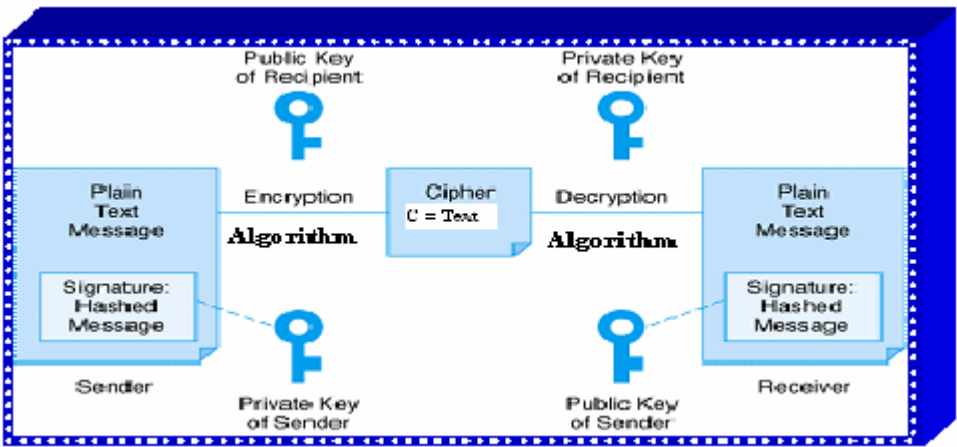 Public Key
of Recipient
Private Key
of Recipient
Plain
Text
Message
Encryption
Algorithm
Cipher
C = Text
Decryption
Algorithm
Plain
Text
Message
Signature:
Hashed
Message
Signature:
Hashed
Message
Sender
Private Key
of Sender
Public Key
of Sender
Receiver